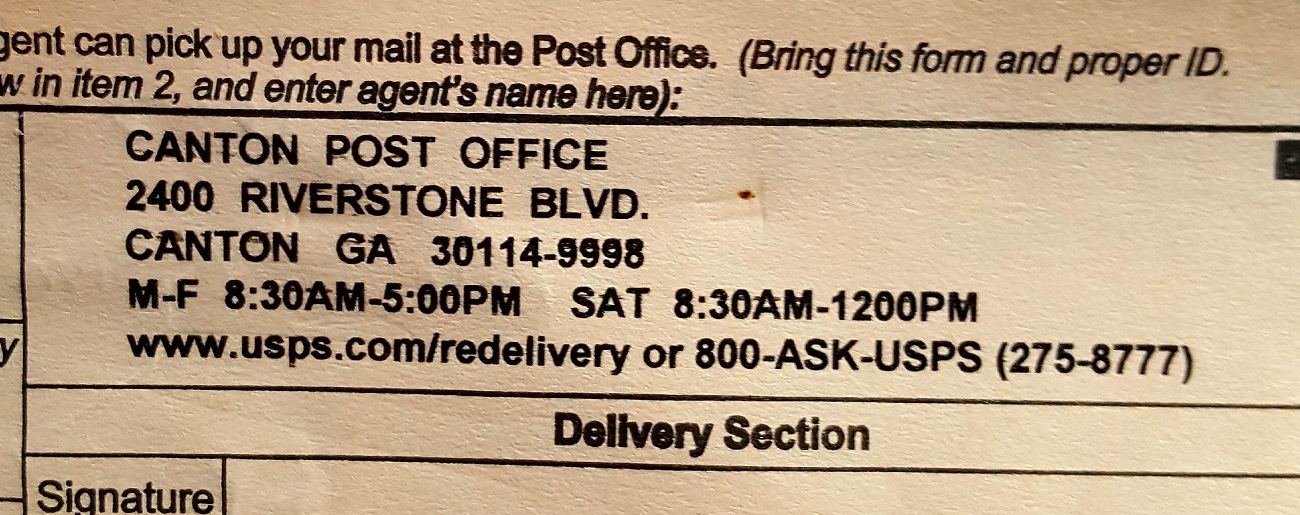 gent can pick up your mail at the Post Office. (Bring this form and proper ID.
w in item 2, and enter agent's name here):
CANTON POST OFFICE
2400 RIVERSTONE BLVD.
CANTON GA 30114-9998
M-F 8:30AM-5:00PM SAT 8:30AM-1200PM
www.usps.com/redelivery or 800-ASK-USPS (275-8777)
y
Delivery Section
Signature